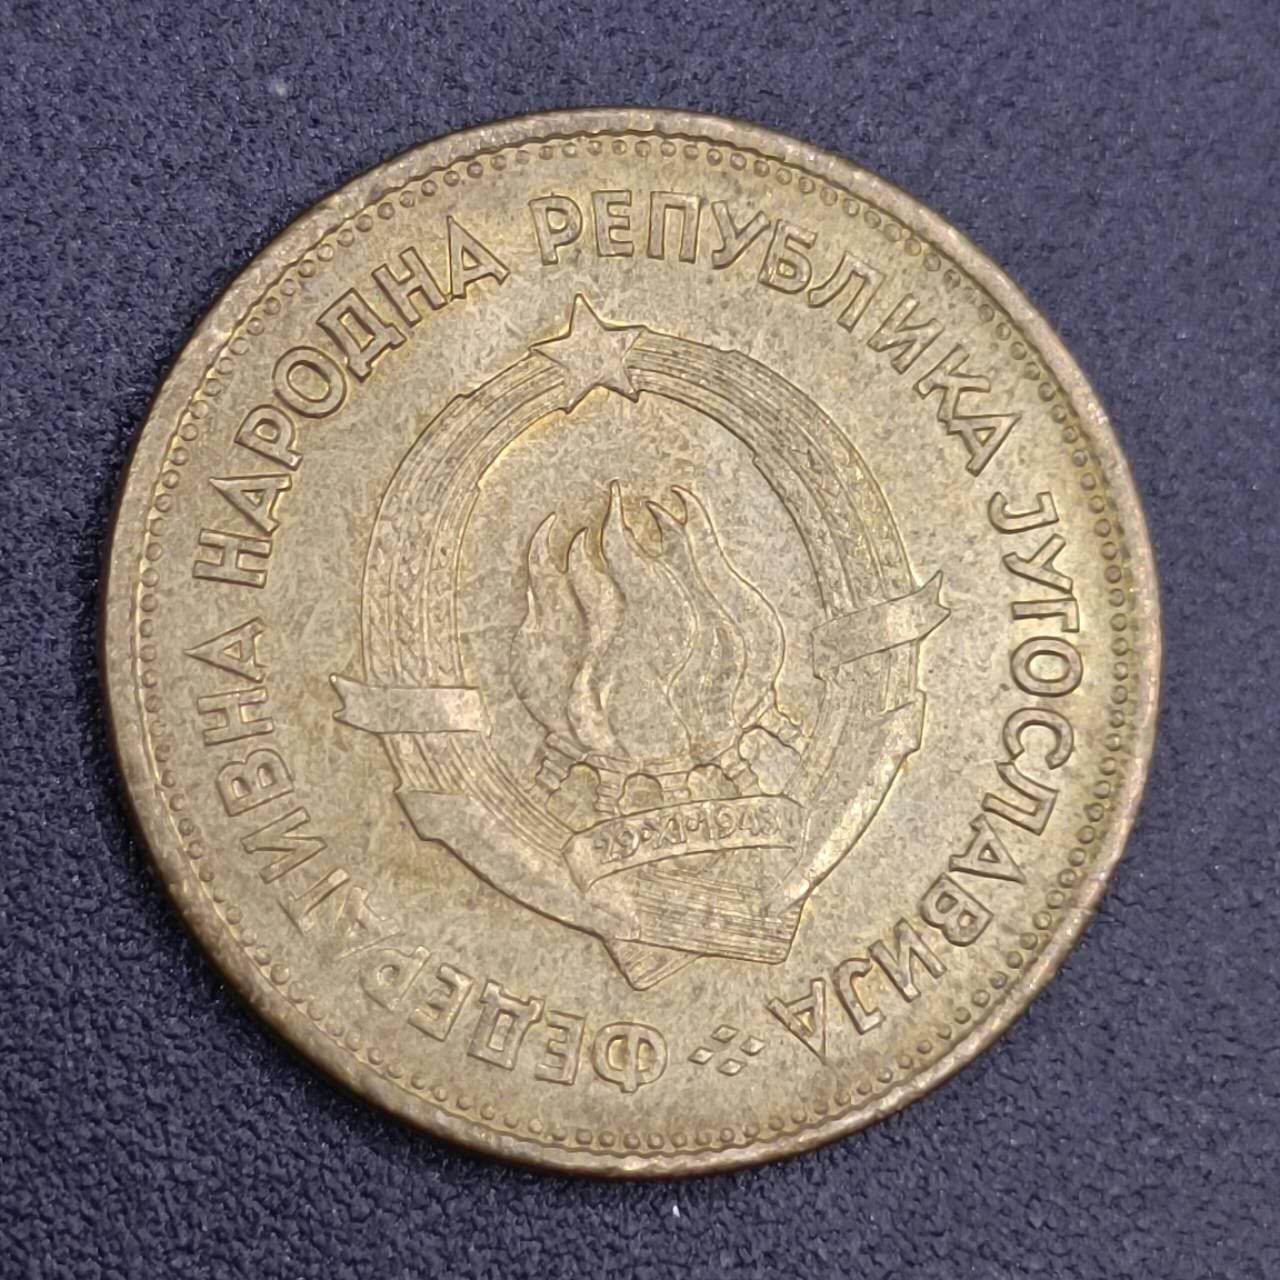 ФЕДЕРАТИВНА НАРОДНА РЕПУБЛИКА ЈУГОСЛАВИЈА
29·XI·1943